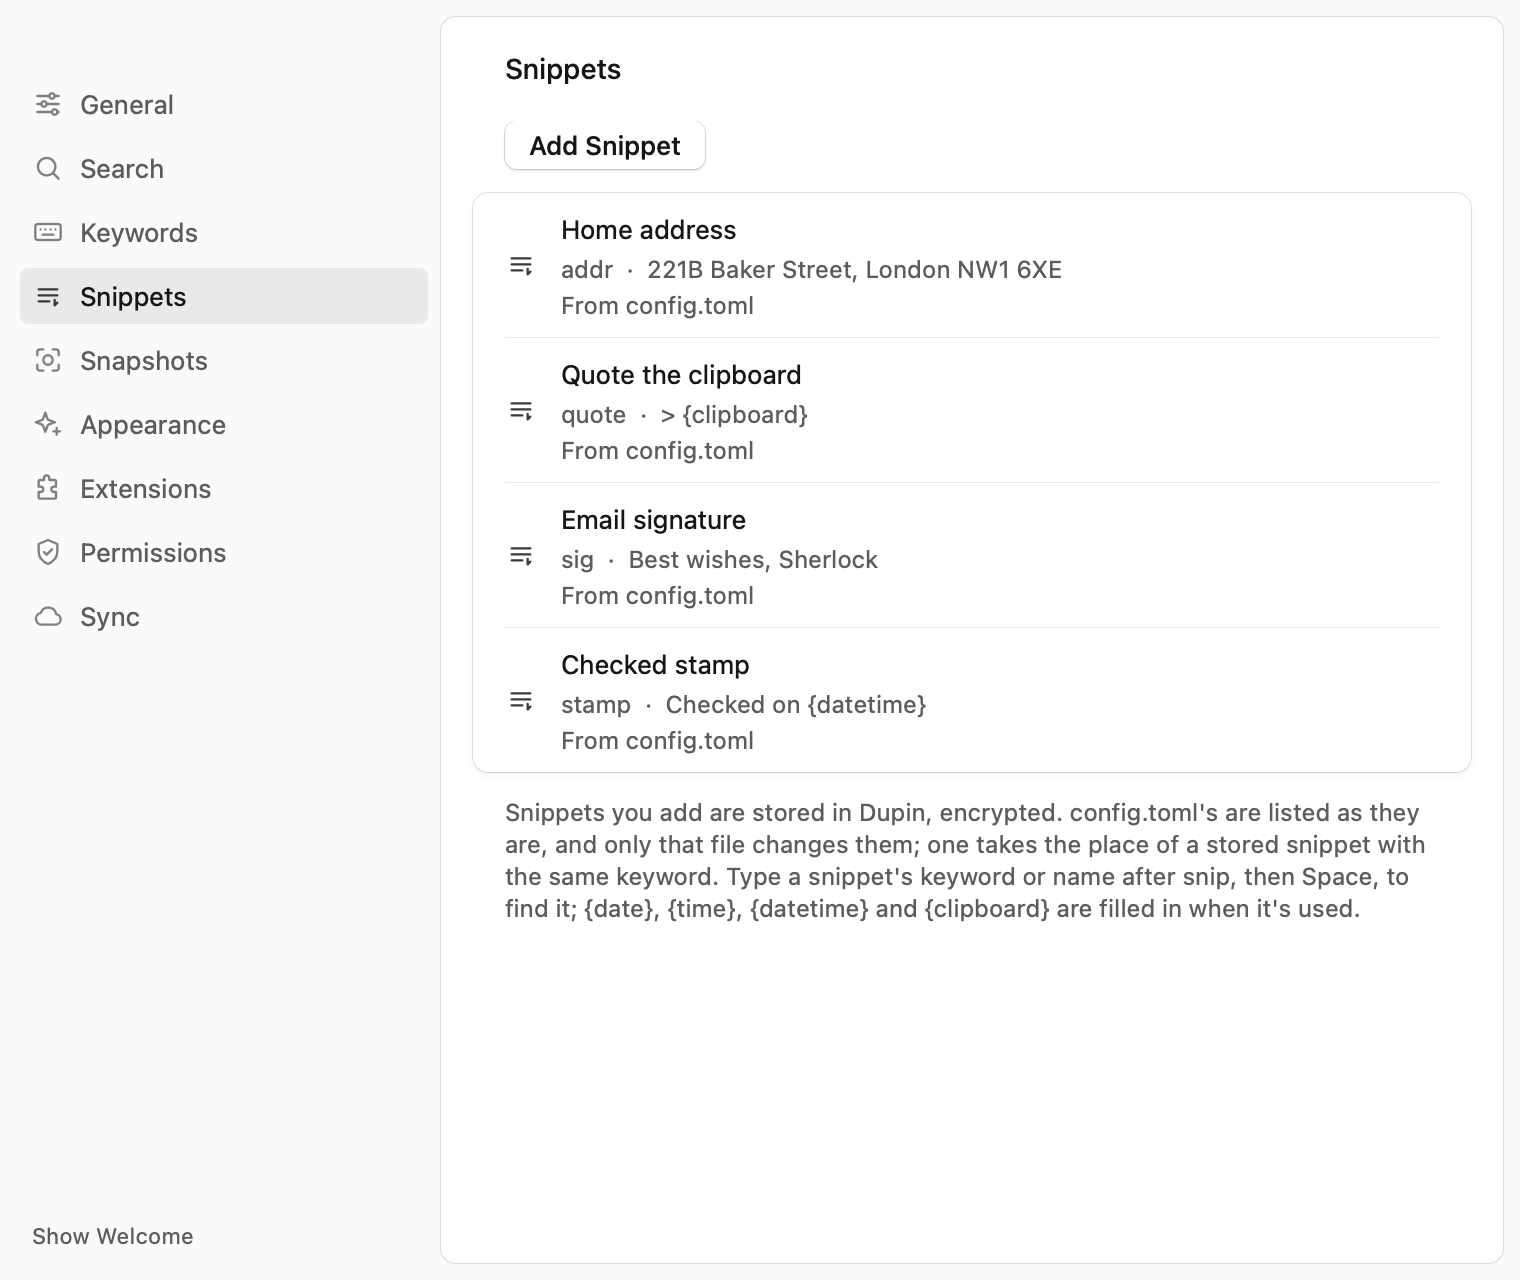 General
Search
Keywords
Snippets
Snapshots
Appearance
Extensions
Permissions
Sync
Show Welcome
Snippets
Add Snippet
Home address
addr · 221B Baker Street, London NW1 6XE
From config.toml
Quote the clipboard
quote · > {clipboard}
From config.toml
Email signature
sig · Best wishes, Sherlock
From config.toml
Checked stamp
stamp · Checked on {datetime}
From config.toml
Snippets you add are stored in Dupin, encrypted. config.toml's are listed as they
are, and only that file changes them; one takes the place of a stored snippet with
the same keyword. Type a snippet's keyword or name after snip, then Space, to
find it; {date}, {time}, {datetime} and {clipboard} are filled in when it's used.